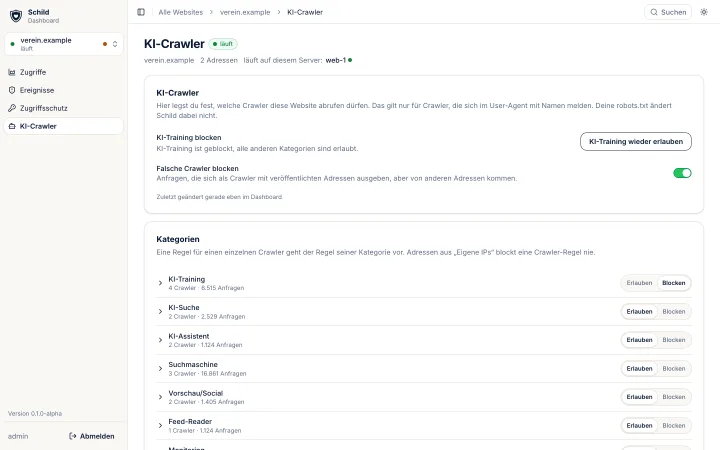 Schild
Dashboard
verein.example
läuft
Zugriffe
Ereignisse
Zugriffsschutz
KI-Crawler
Version 0.1.0-alpha
admin
Abmelden
Alle Websites
verein.example
KI-Crawler
Suchen
KI-Crawler
läuft
verein.example 2 Adressen läuft auf diesem Server: web-1
KI-Crawler
Hier legst du fest, welche Crawler diese Website abrufen dürfen. Das gilt nur für Crawler, die sich im User-Agent mit Namen melden. Deine robots.txt ändert
Schild dabei nicht.
KI-Training blocken
KI-Training ist geblockt, alle anderen Kategorien sind erlaubt.
KI-Training wieder erlauben
Falsche Crawler blocken
Anfragen, die sich als Crawler mit veröffentlichten Adressen ausgeben, aber von anderen Adressen kommen.
Zuletzt geändert gerade eben im Dashboard
Kategorien
Eine Regel für einen einzelnen Crawler geht der Regel seiner Kategorie vor. Adressen aus „Eigene IPs“ blockt eine Crawler-Regel nie.
KI-Training
4 Crawler · 6.515 Anfragen
Erlauben Blocken
KI-Suche
2 Crawler · 2.529 Anfragen
Erlauben Blocken
KI-Assistent
2 Crawler · 1.124 Anfragen
Erlauben Blocken
Suchmaschine
3 Crawler · 16.861 Anfragen
Erlauben Blocken
Vorschau/Social
2 Crawler · 1.405 Anfragen
Erlauben Blocken
Feed-Reader
1 Crawler · 1.124 Anfragen
Erlauben Blocken